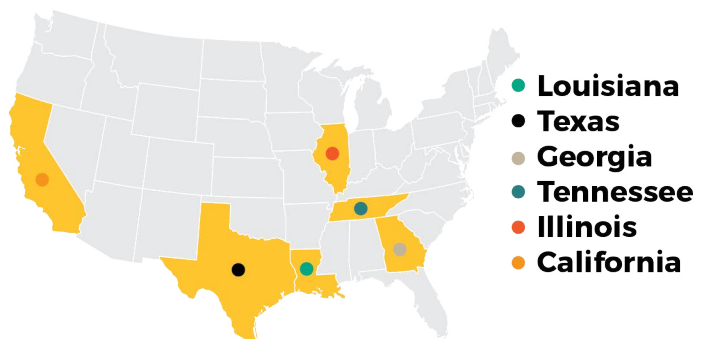 Louisiana
Texas
Georgia
Tennessee
Illinois
California